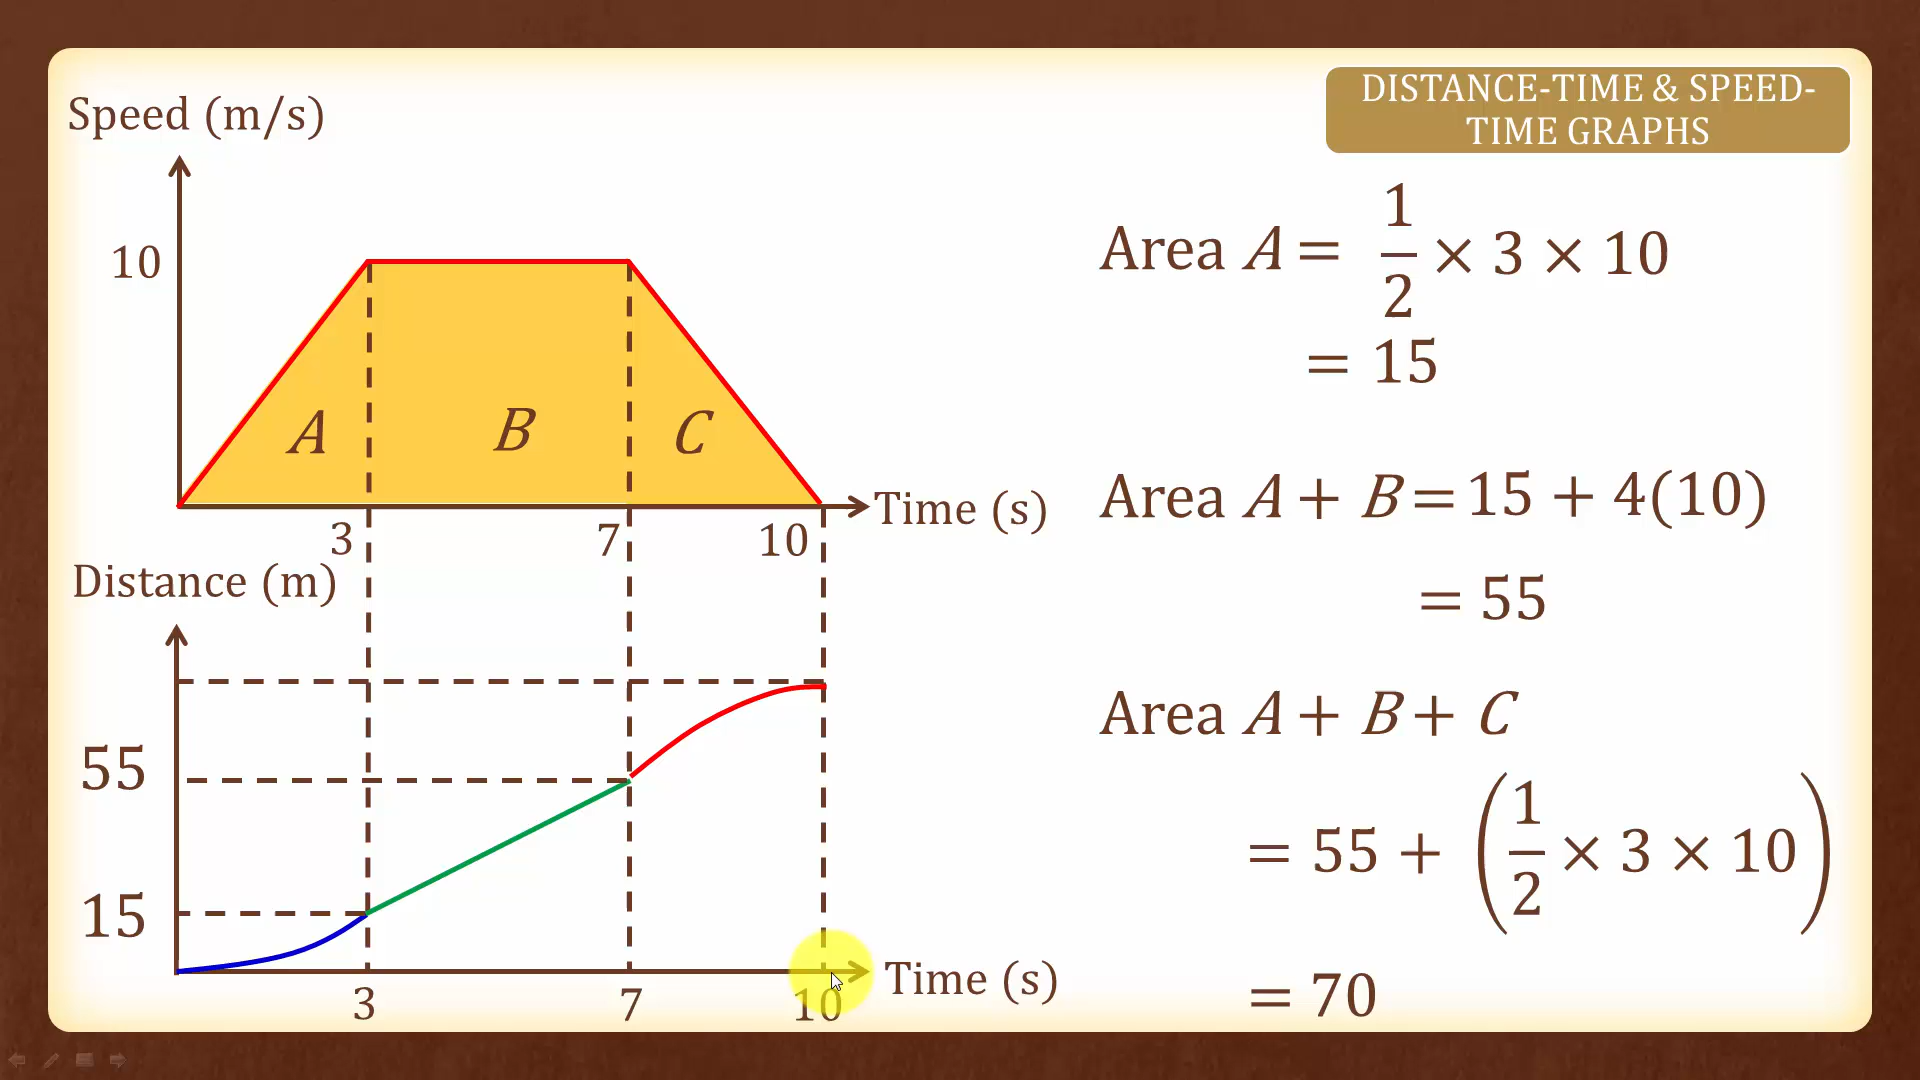 DISTANCE-TIME & SPEED-
TIME GRAPHS
Speed (m/s)
10
A
B
C
3
7
10
Time (s)
Distance (m)
55
15
3
7
10
Time (s)
Area A = 1/2 × 3 × 10
= 15
Area A + B = 15 + 4(10)
= 55
Area A + B + C
= 55 + (1/2 × 3 × 10)
= 70